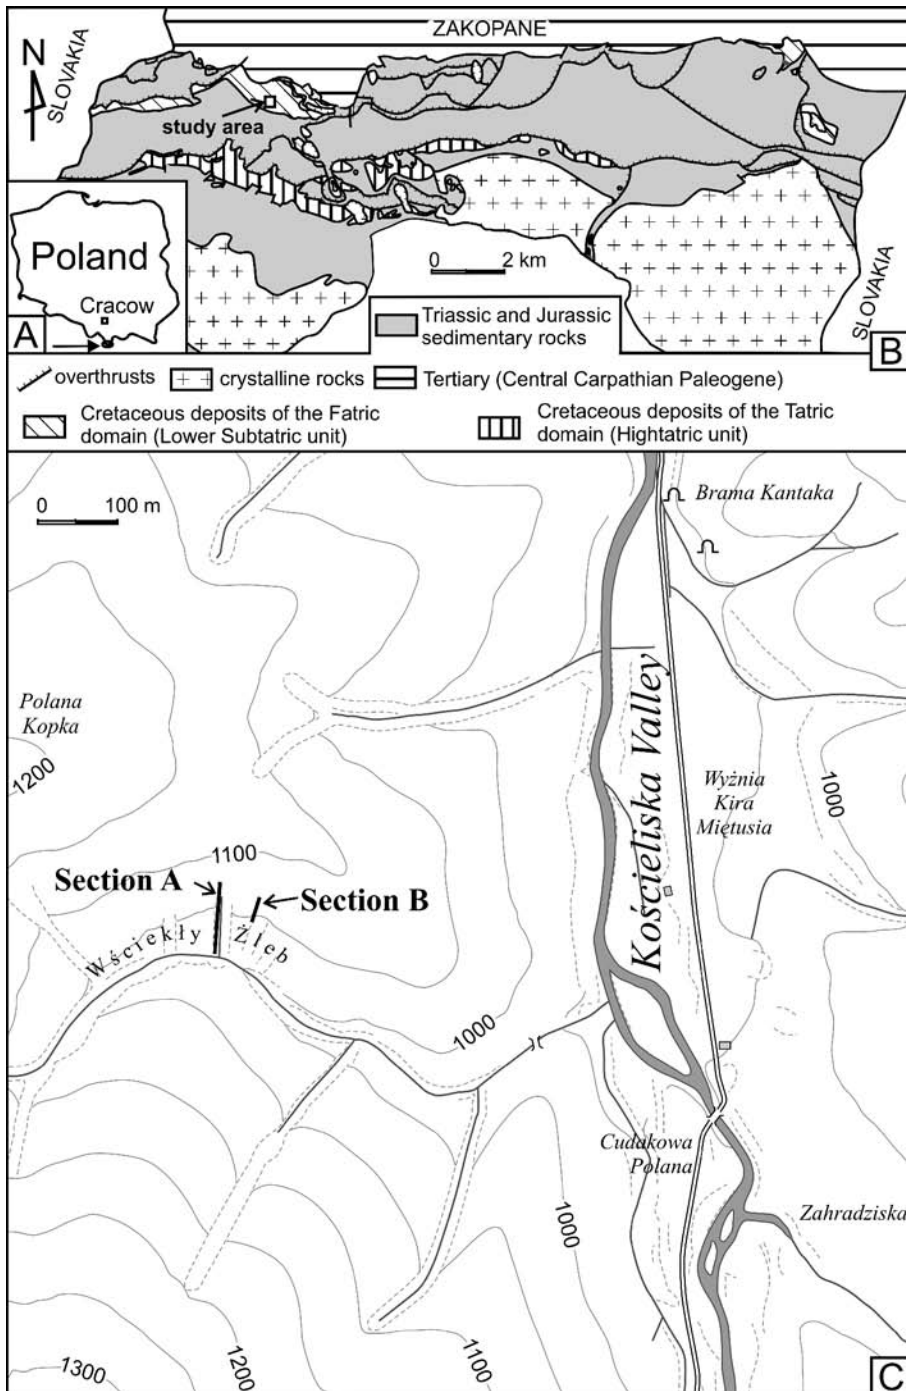 ZAKOPANE
N
SLOVAKIA
study area
Poland
Cracow
A
0 2 km
SLOVAKIA
B
Triassic and Jurassic
sedimentary rocks
overthrusts
crystalline rocks
Tertiary (Central Carpathian Paleogene)
Cretaceous deposits of the Fatric
domain (Lower Subtatric unit)
Cretaceous deposits of the Tatric
domain (Hightatric unit)
0 100 m
Brama Kantaka
Polana
Kopka
1200
Kościeliska Valley
Wyżnia
Kira
Miętusia
1000
1100
Section A
Section B
Wściekły Żleb
1000
Cudakowa
Polana
Zahradziska
1000
1100
1200
1300
C